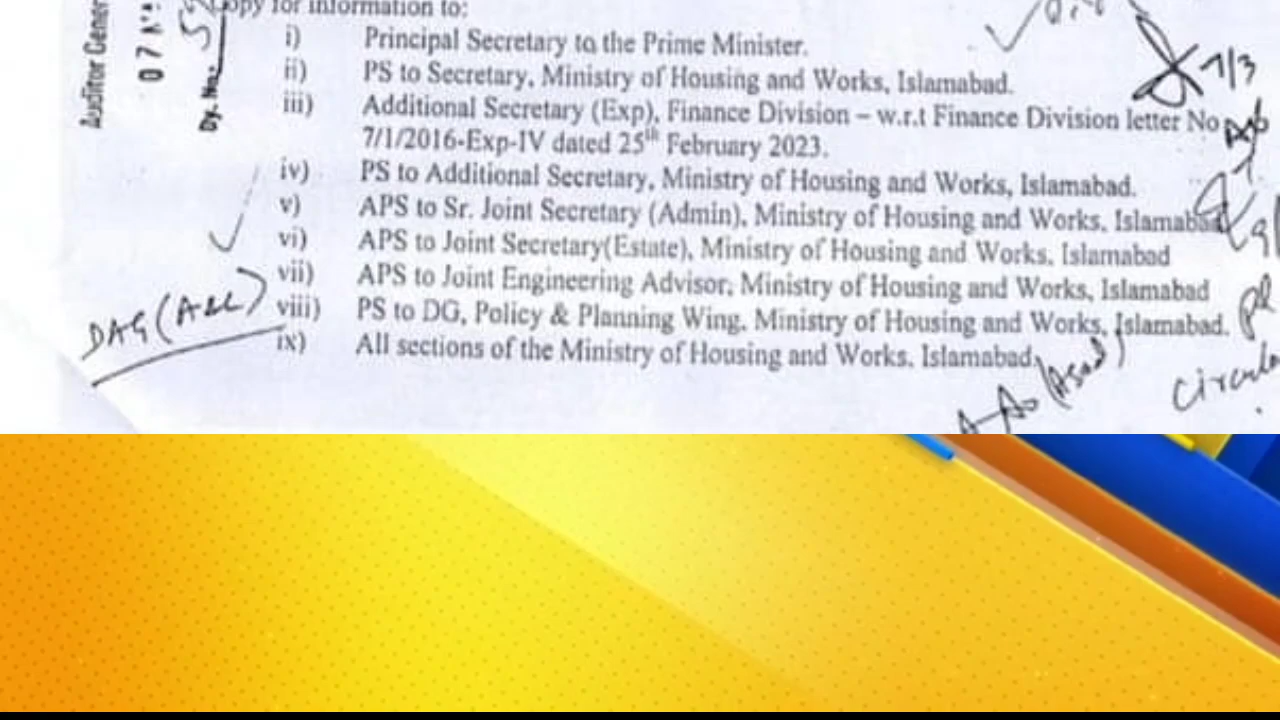 Copy for information to:
i) Principal Secretary to the Prime Minister.
ii) PS to Secretary, Ministry of Housing and Works, Islamabad.
iii) Additional Secretary (Exp), Finance Division – w.r.t Finance Division letter No
7/1/2016-Exp-IV dated 25th February 2023.
iv) PS to Additional Secretary, Ministry of Housing and Works, Islamabad.
v) APS to Sr. Joint Secretary (Admin), Ministry of Housing and Works, Islamabad
vi) APS to Joint Secretary(Estate), Ministry of Housing and Works, Islamabad
vii) APS to Joint Engineering Advisor, Ministry of Housing and Works, Islamabad
viii) PS to DG, Policy & Planning Wing, Ministry of Housing and Works, Islamabad.
ix) All sections of the Ministry of Housing and Works, Islamabad.
Auditor Gener
07
Dy. No.
7/3
DAG
(Asad)
Circula